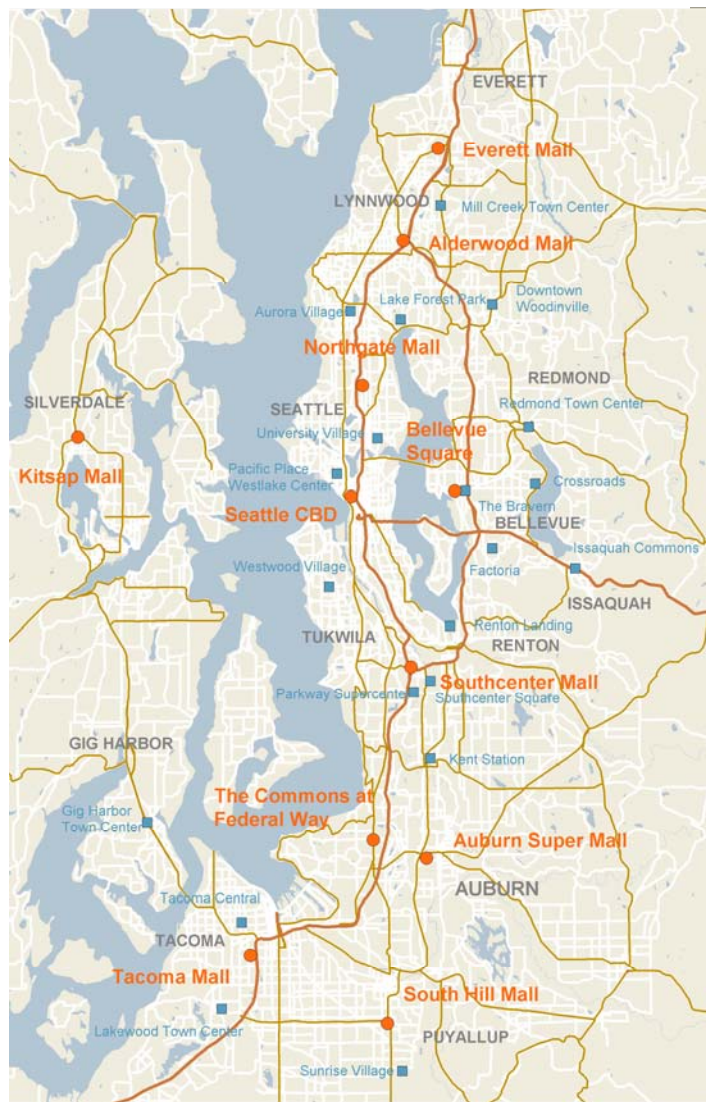 EVERETT
Everett Mall
LYNNWOOD
Mill Creek Town Center
Alderwood Mall
Lake Forest Park
Downtown
Woodinville
Aurora Village
Northgate Mall
REDMOND
SILVERDALE
SEATTLE
Redmond Town Center
University Village
Bellevue
Square
Kitsap Mall
Pacific Place
Westlake Center
Crossroads
Seattle CBD
The Bravern
BELLEVUE
Westwood Village
Factoria
Issaquah Commons
ISSAQUAH
TUKWILA
Renton Landing
RENTON
Southcenter Mall
Parkway Supercenter
Southcenter Square
GIG HARBOR
Kent Station
The Commons at
Federal Way
Gig Harbor
Town Center
Auburn Super Mall
AUBURN
Tacoma Central
TACOMA
Tacoma Mall
South Hill Mall
Lakewood Town Center
PUYALLUP
Sunrise Village